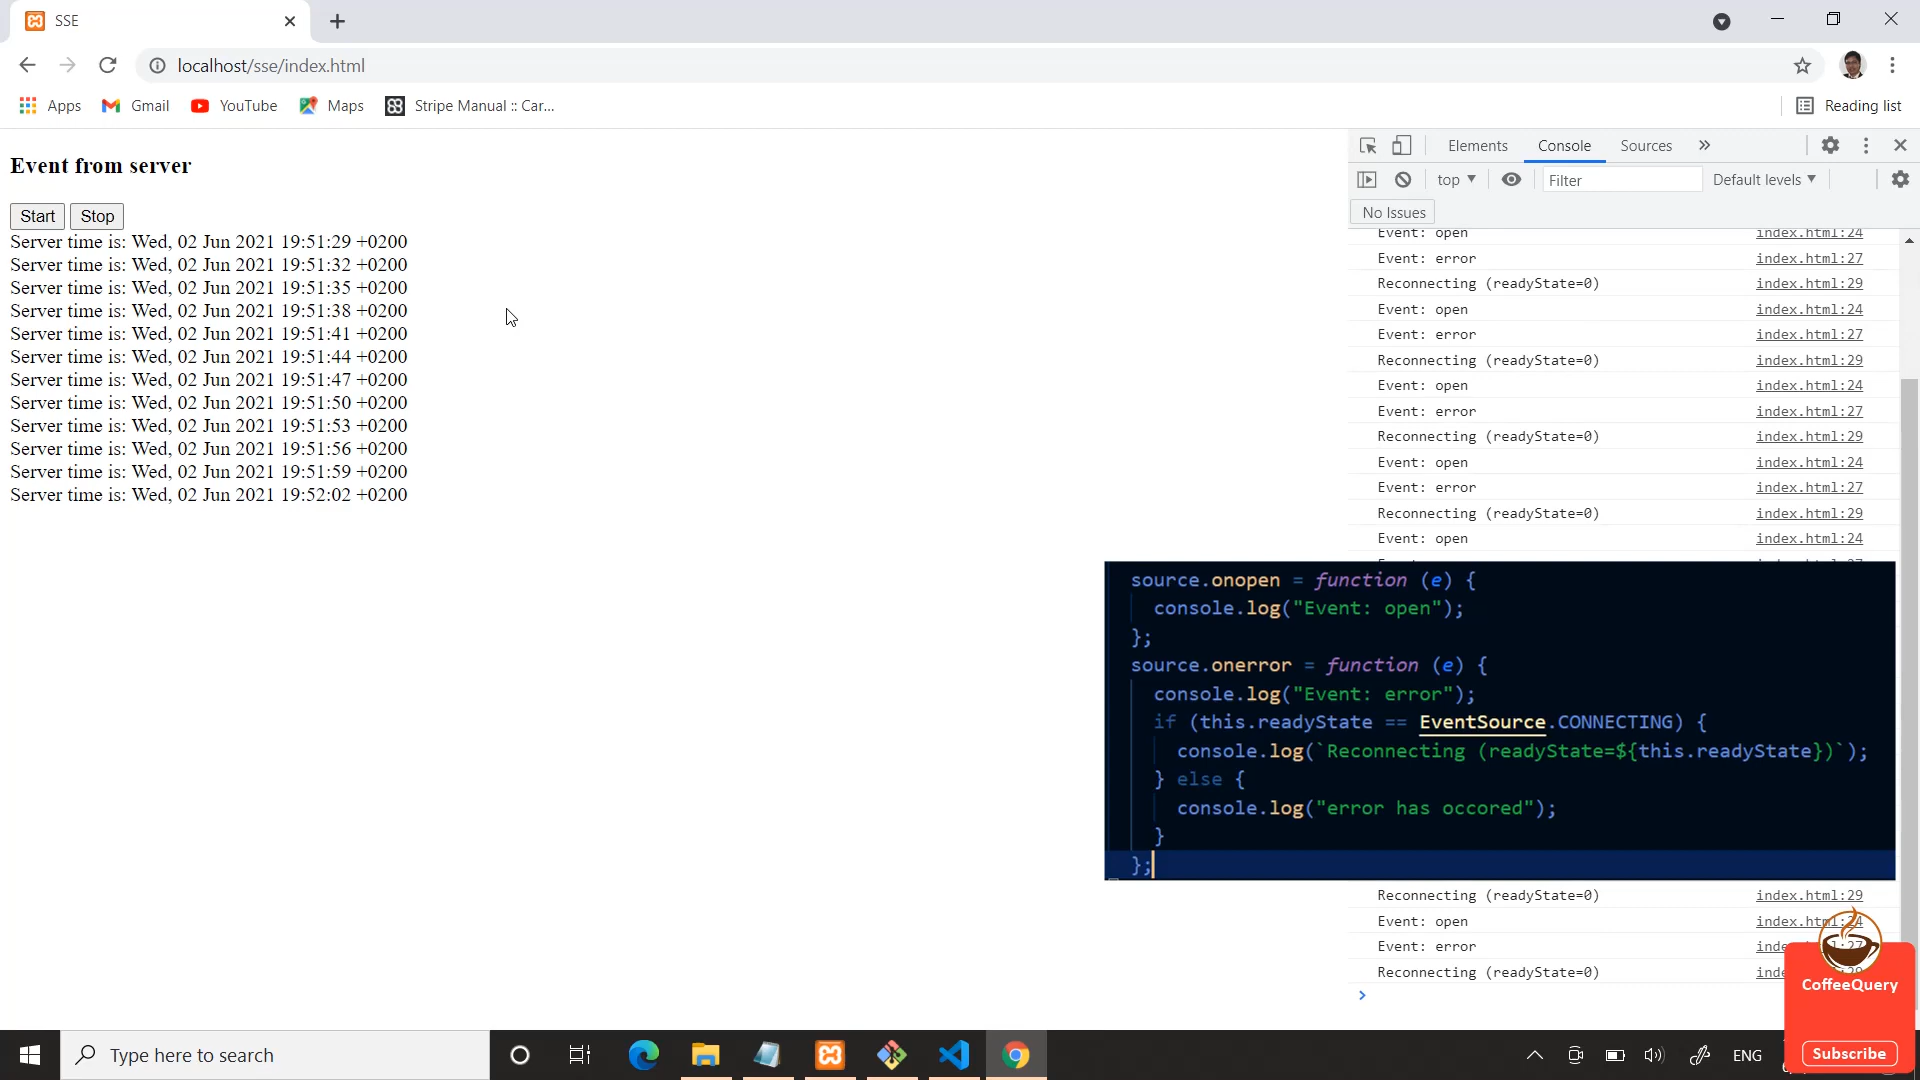 SSE
localhost/sse/index.html
Apps
Gmail
YouTube
Maps
Stripe Manual :: Car...
Reading list
Event from server
Start
Stop
Server time is: Wed, 02 Jun 2021 19:51:29 +0200
Server time is: Wed, 02 Jun 2021 19:51:32 +0200
Server time is: Wed, 02 Jun 2021 19:51:35 +0200
Server time is: Wed, 02 Jun 2021 19:51:38 +0200
Server time is: Wed, 02 Jun 2021 19:51:41 +0200
Server time is: Wed, 02 Jun 2021 19:51:44 +0200
Server time is: Wed, 02 Jun 2021 19:51:47 +0200
Server time is: Wed, 02 Jun 2021 19:51:50 +0200
Server time is: Wed, 02 Jun 2021 19:51:53 +0200
Server time is: Wed, 02 Jun 2021 19:51:56 +0200
Server time is: Wed, 02 Jun 2021 19:51:59 +0200
Server time is: Wed, 02 Jun 2021 19:52:02 +0200
Elements Console Sources
top Filter Default levels
No Issues
Event: open index.html:24
Event: error index.html:27
Reconnecting (readyState=0) index.html:29
Event: open index.html:24
Event: error index.html:27
Reconnecting (readyState=0) index.html:29
Event: open index.html:24
Event: error index.html:27
Reconnecting (readyState=0) index.html:29
Event: open index.html:24
Event: error index.html:27
Reconnecting (readyState=0) index.html:29
Event: open index.html:24
source.onopen = function (e) {
console.log("Event: open");
};
source.onerror = function (e) {
console.log("Event: error");
if (this.readyState == EventSource.CONNECTING) {
console.log(`Reconnecting (readyState=${this.readyState})`);
} else {
console.log("error has occored");
}
};
Reconnecting (readyState=0) index.html:29
Event: open index.html:24
Event: error
Reconnecting (readyState=0)
CoffeeQuery
Subscribe
Type here to search
ENG